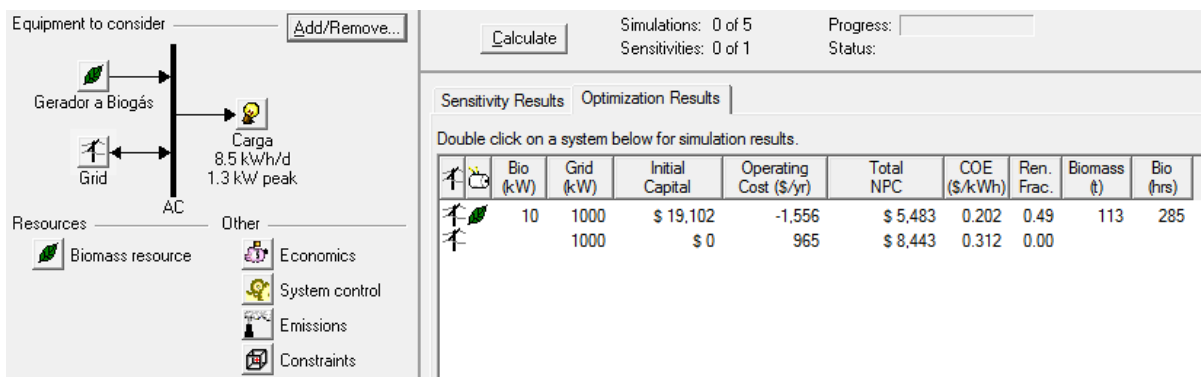 Equipment to consider Add/Remove...
Gerador a Biogás
Carga
8.5 kWh/d
1.3 kW peak
Grid
AC
Resources Other
Biomass resource Economics
System control
Emissions
Constraints
Calculate
Simulations: 0 of 5 Progress:
Sensitivities: 0 of 1 Status:
Sensitivity Results Optimization Results
Double click on a system below for simulation results.
Bio (kW) Grid (kW) Initial Capital Operating Cost ($/yr) Total NPC COE ($/kWh) Ren. Frac. Biomass (t) Bio (hrs)
10 1000 $ 19,102 -1,556 $ 5,483 0.202 0.49 113 285
1000 $ 0 965 $ 8,443 0.312 0.00